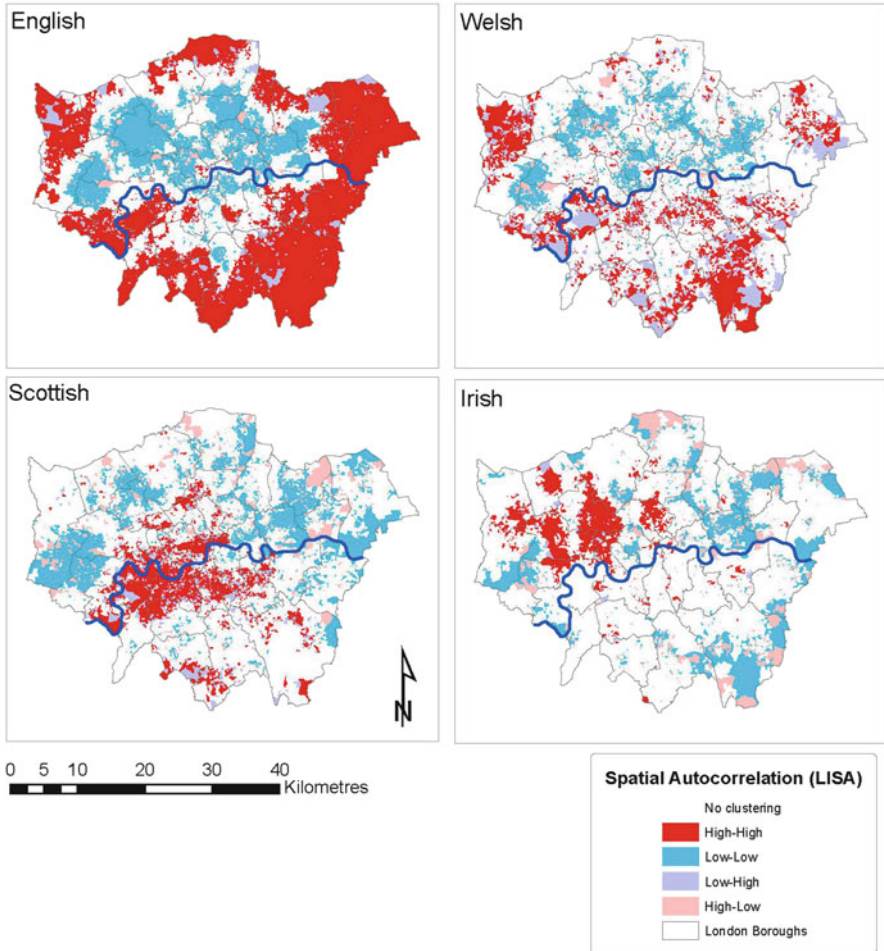 English
Welsh
Scottish
Irish
N
0 5 10 20 30 40
Kilometres
Spatial Autocorrelation (LISA)
No clustering
High-High
Low-Low
Low-High
High-Low
London Boroughs